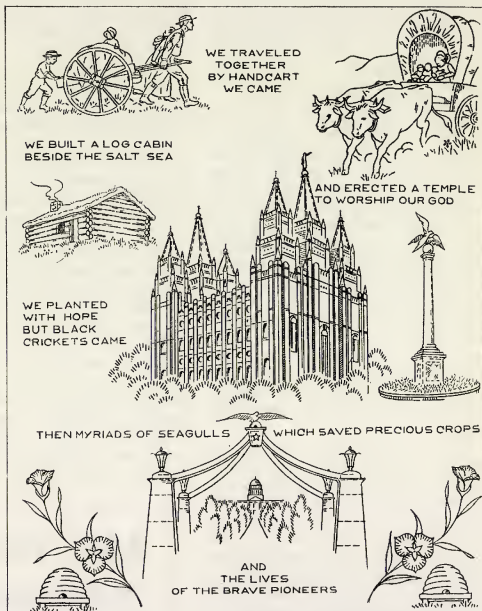 WE TRAVELED
TOGETHER
BY HANDCART
WE CAME
WE BUILT A LOG CABIN
BESIDE THE SALT SEA
AND ERECTED A TEMPLE
TO WORSHIP OUR GOD
WE PLANTED
WITH HOPE
BUT BLACK
CRICKETS CAME
THEN MYRIADS OF SEAGULLS WHICH SAVED PRECIOUS CROPS
AND
THE LIVES
OF THE BRAVE PIONEERS